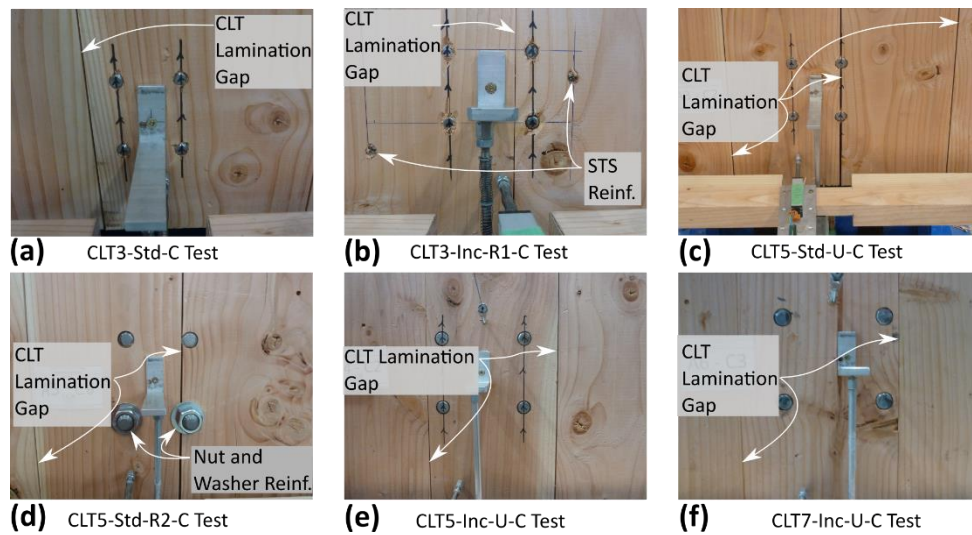 CLT
Lamination
Gap
(a) CLT3-Std-C Test
CLT
Lamination
Gap
STS
Reinf.
(b) CLT3-Inc-R1-C Test
CLT
Lamination
Gap
(c) CLT5-Std-U-C Test
CLT
Lamination
Gap
Nut and
Washer Reinf.
(d) CLT5-Std-R2-C Test
CLT Lamination
Gap
(e) CLT5-Inc-U-C Test
CLT
Lamination
Gap
(f) CLT7-Inc-U-C Test